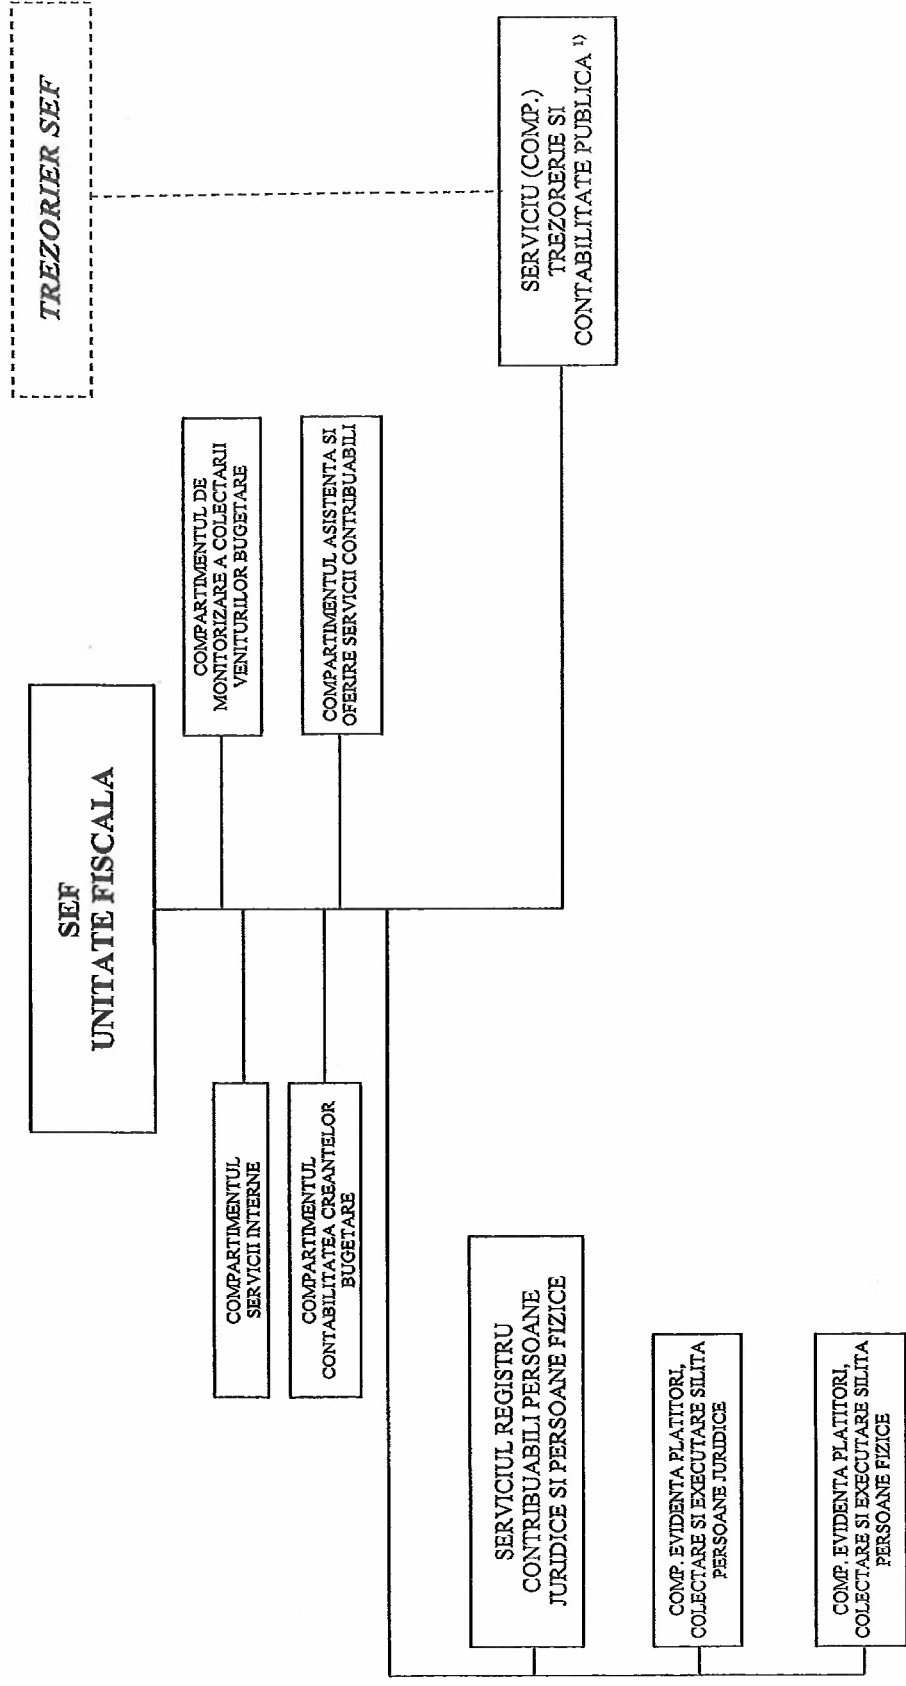 TREZORIER SEF
SEF
UNITATE FISCALA
COMPARTIMENTUL DE
MONITORIZARE A COLECTARII
VENITURILOR BUGETARE
COMPARTIMENTUL
SERVICII INTERNE
COMPARTIMENTUL
CONTABILITATEA CREANTELOR
BUGETARE
COMPARTIMENTUL ASISTENTA SI
OFERIRE SERVICII CONTRIBUABILI
SERVICIUL REGISTRU
CONTRIBUABILI PERSOANE
JURIDICE SI PERSOANE FIZICE
SERVICIU (COMP.)
TREZORERIE SI
CONTABILITATE PUBLICA ¹⁾
COMP. EVIDENTA PLATITORI,
COLECTARE SI EXECUTARE SILITA
PERSOANE JURIDICE
COMP. EVIDENTA PLATITORI,
COLECTARE SI EXECUTARE SILITA
PERSOANE FIZICE